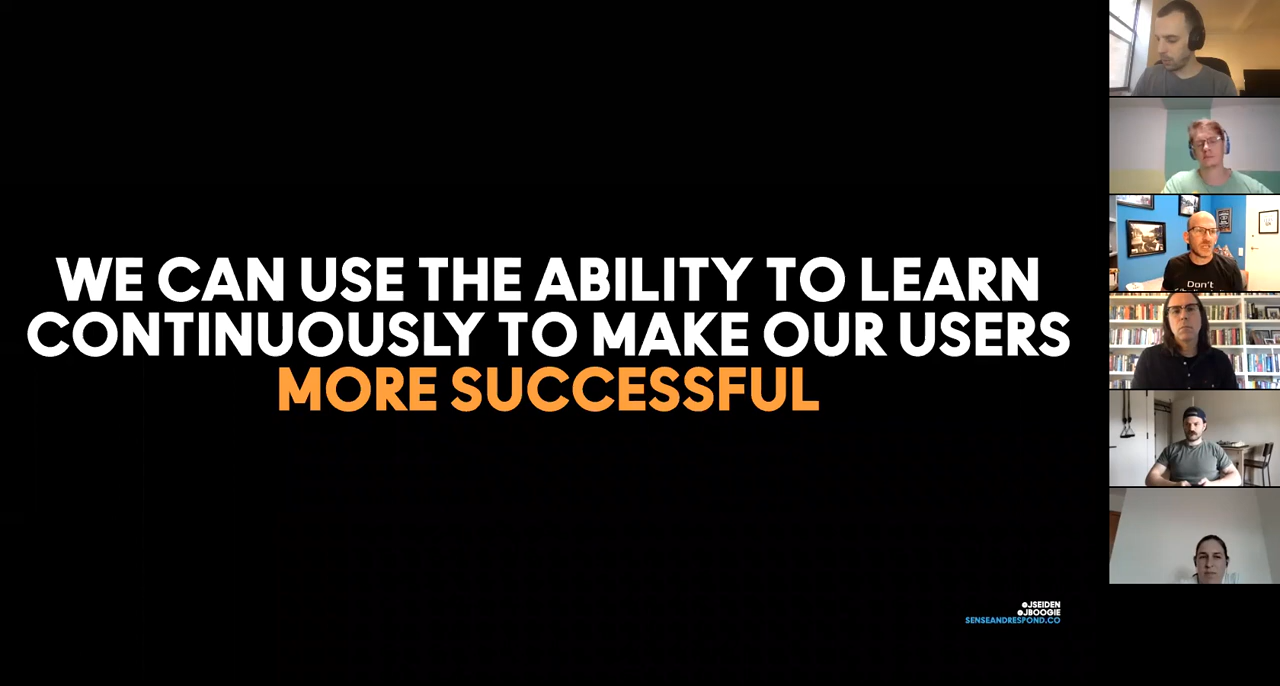 WE CAN USE THE ABILITY TO LEARN
CONTINUOUSLY TO MAKE OUR USERS
MORE SUCCESSFUL
@JSEIDEN
@JBOOGIE
SENSEANDRESPOND.CO
Don't